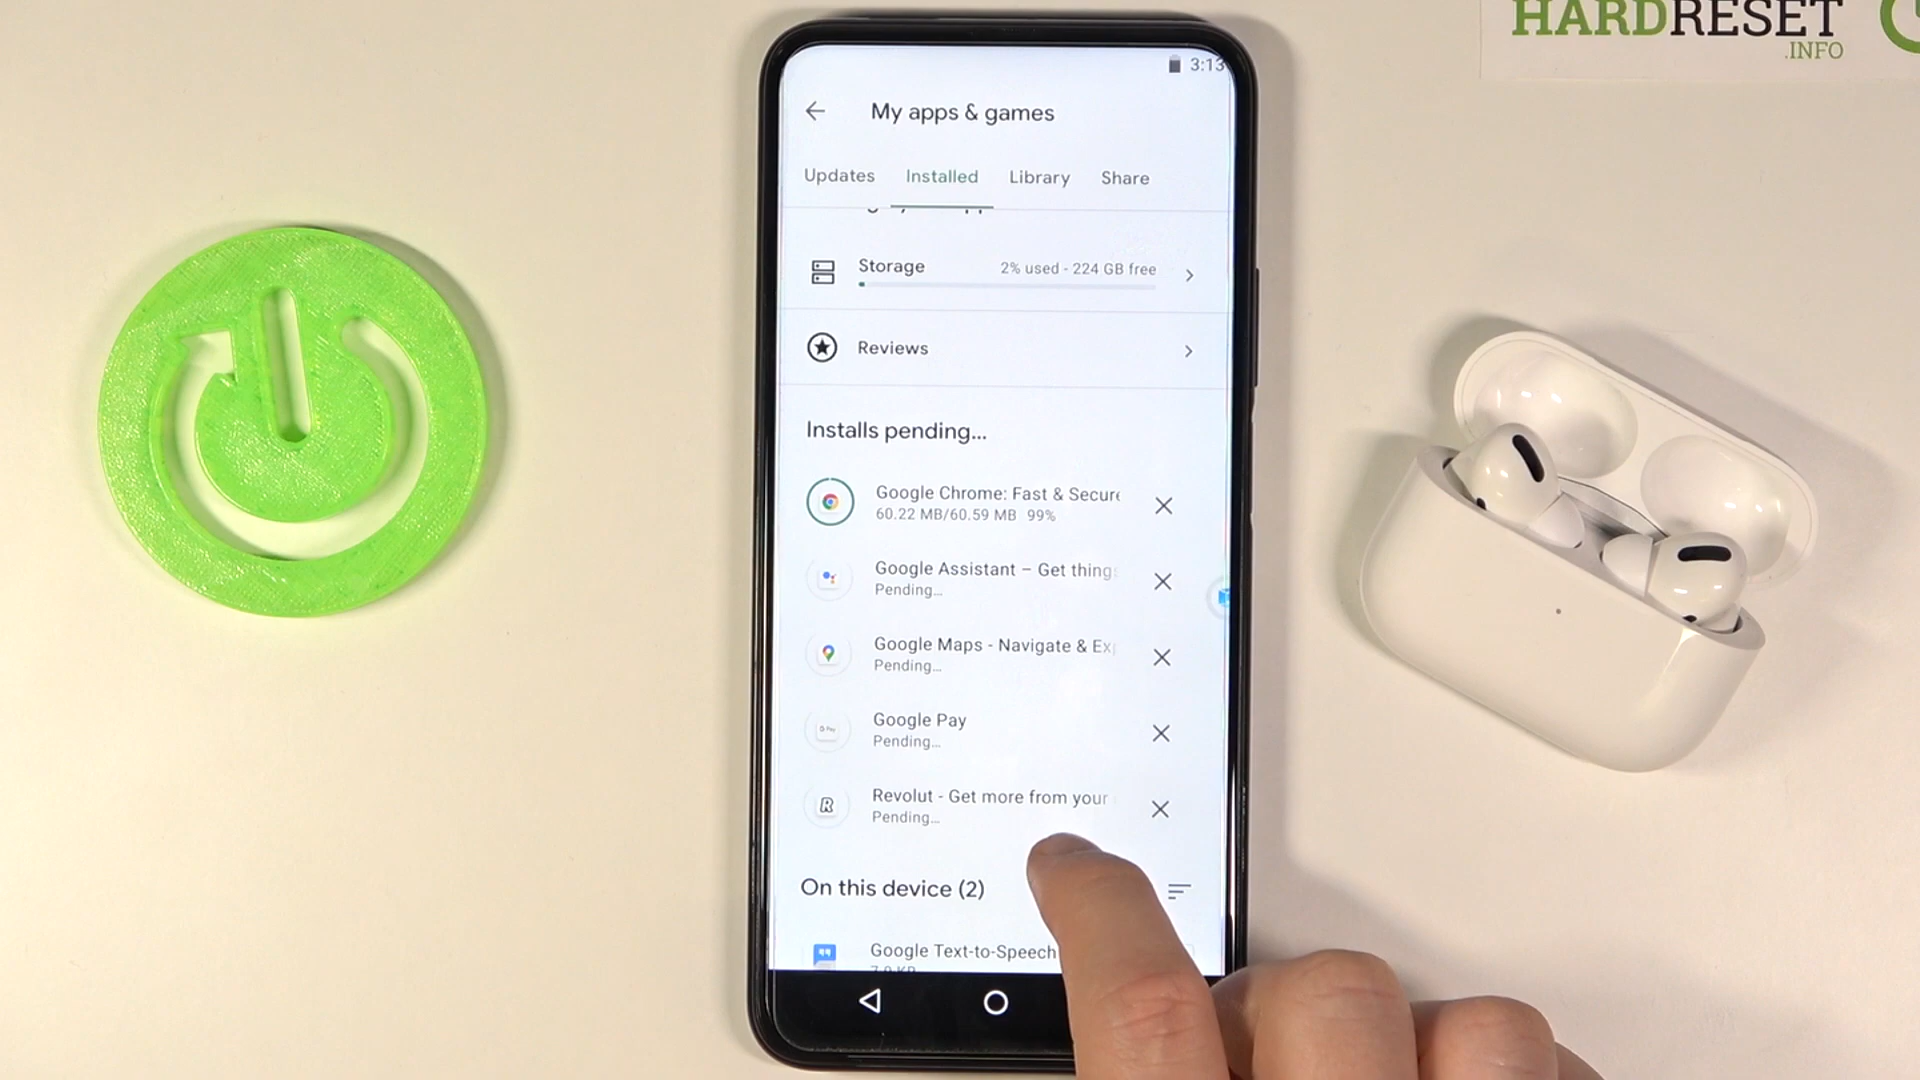 HARDRESET
.INFO
3:13
My apps & games
Updates Installed Library Share
Storage 2% used - 224 GB free
Reviews
Installs pending...
Google Chrome: Fast & Secure
60.22 MB/60.59 MB 99%
Google Assistant – Get things
Pending...
Google Maps - Navigate & Ex
Pending...
G Pay
Google Pay
Pending...
R
Revolut - Get more from your
Pending...
On this device (2)
Google Text-to-Speech